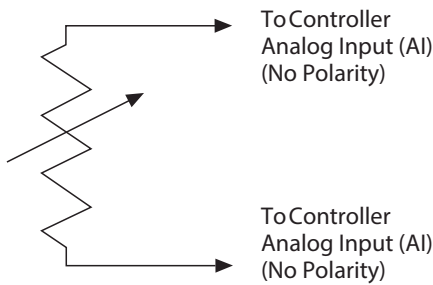 To Controller
Analog Input (AI)
(No Polarity)
To Controller
Analog Input (AI)
(No Polarity)